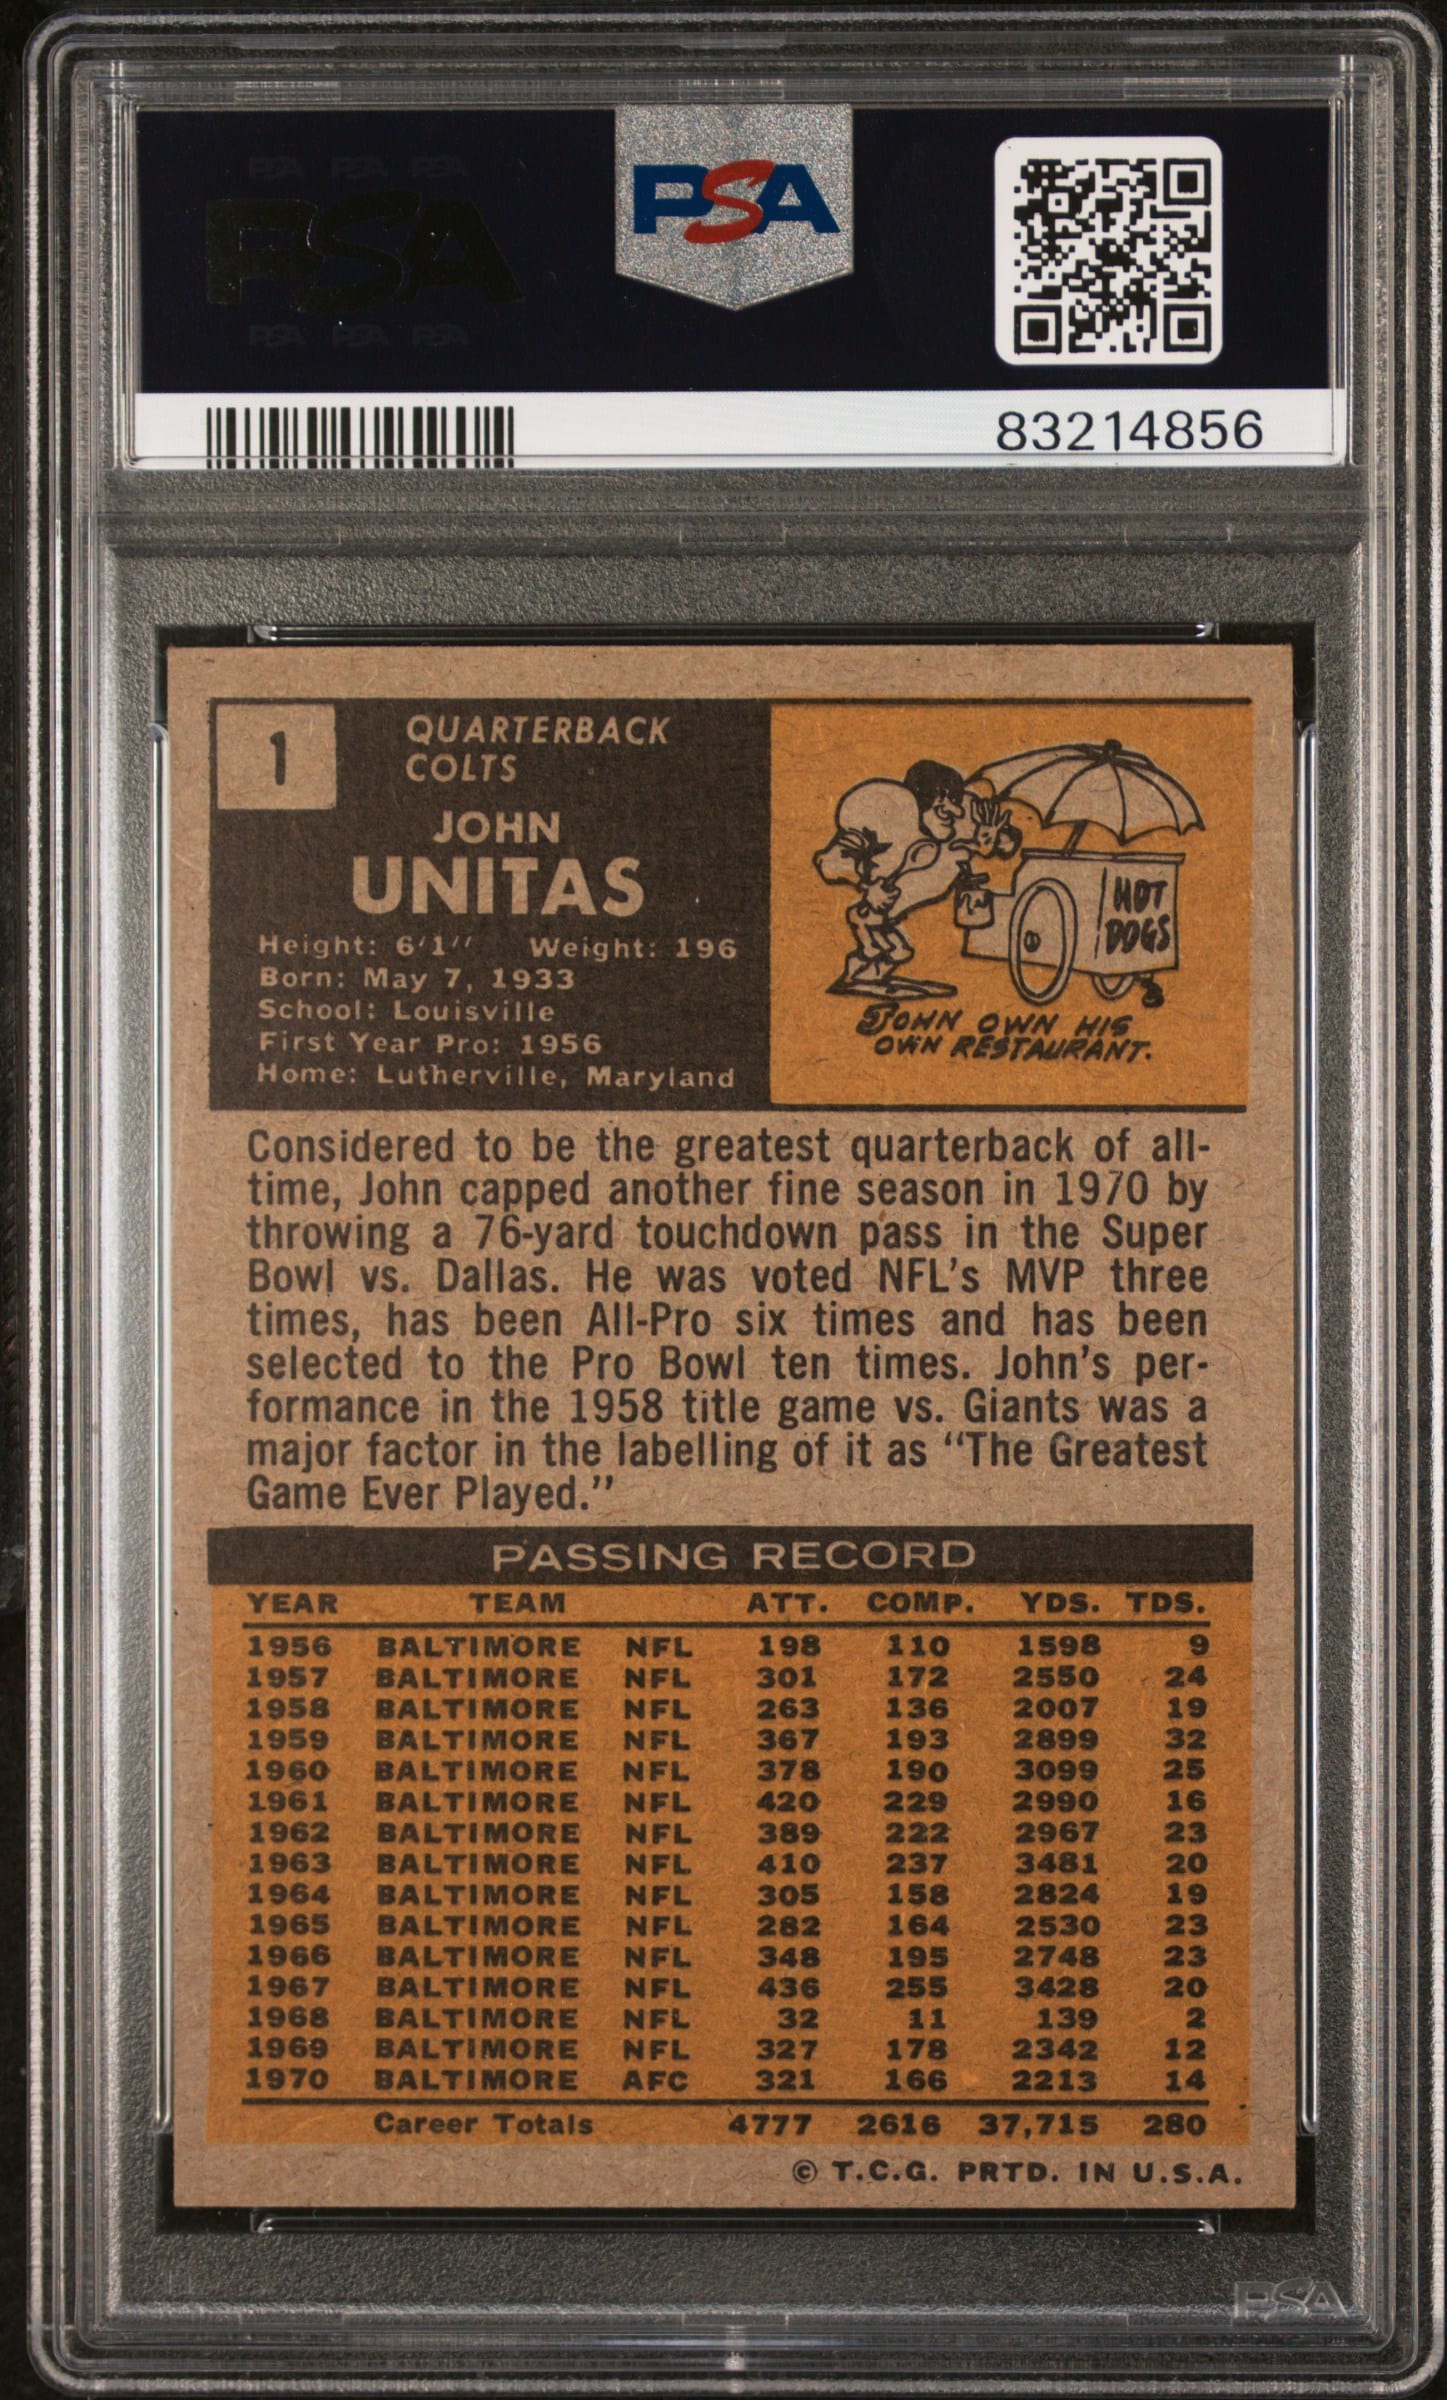 PSA PSA PSA
PSA
PSA PSA PSA
PSA
83214856
1
QUARTERBACK
COLTS
JOHN
UNITAS
Height: 6'1" Weight: 196
Born: May 7, 1933
School: Louisville
First Year Pro: 1956
Home: Lutherville, Maryland
HOT
DOGS
JOHN OWN HIS
OWN RESTAURANT.
Considered to be the greatest quarterback of all-
time, John capped another fine season in 1970 by
throwing a 76-yard touchdown pass in the Super
Bowl vs. Dallas. He was voted NFL's MVP three
times, has been All-Pro six times and has been
selected to the Pro Bowl ten times. John's per-
formance in the 1958 title game vs. Giants was a
major factor in the labelling of it as "The Greatest
Game Ever Played."
PASSING RECORD
YEAR TEAM ATT. COMP. YDS. TDS.
1956 BALTIMORE NFL 198 110 1598 9
1957 BALTIMORE NFL 301 172 2550 24
1958 BALTIMORE NFL 263 136 2007 19
1959 BALTIMORE NFL 367 193 2899 32
1960 BALTIMORE NFL 378 190 3099 25
1961 BALTIMORE NFL 420 229 2990 16
1962 BALTIMORE NFL 389 222 2967 23
1963 BALTIMORE NFL 410 237 3481 20
1964 BALTIMORE NFL 305 158 2824 19
1965 BALTIMORE NFL 282 164 2530 23
1966 BALTIMORE NFL 348 195 2748 23
1967 BALTIMORE NFL 436 255 3428 20
1968 BALTIMORE NFL 32 11 139 2
1969 BALTIMORE NFL 327 178 2342 12
1970 BALTIMORE AFC 321 166 2213 14
Career Totals 4777 2616 37,715 280
© T.C.G. PRTD. IN U.S.A.
PSA